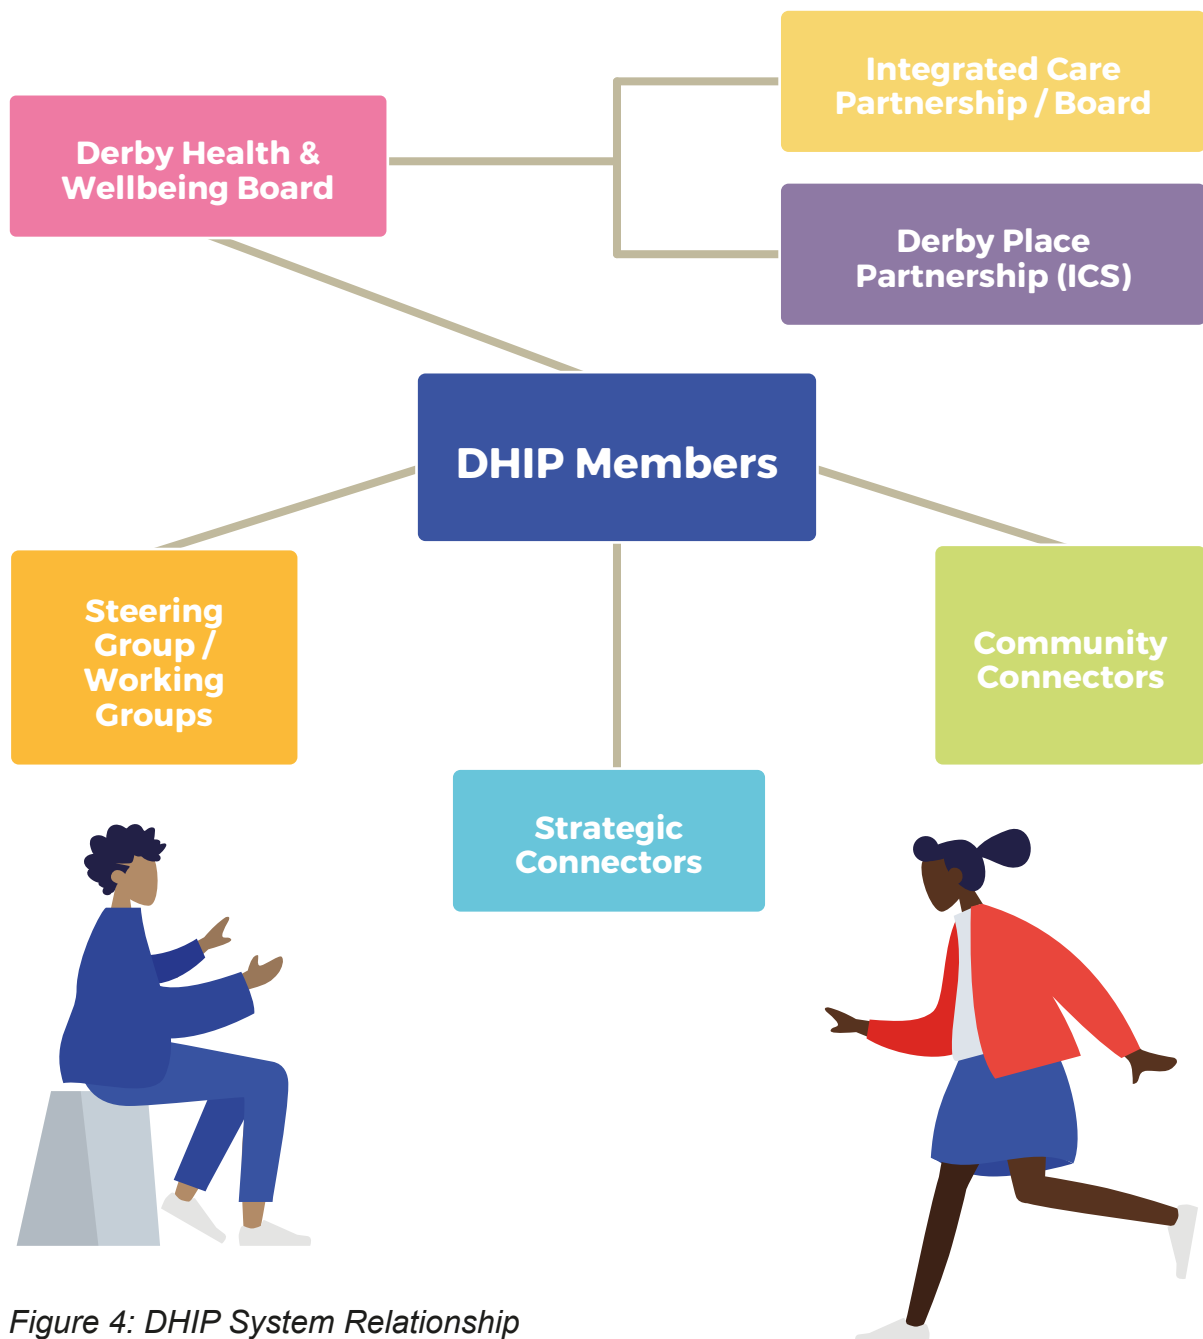 Integrated Care
Partnership / Board
Derby Health &
Wellbeing Board
Derby Place
Partnership (ICS)
DHIP Members
Steering
Group /
Working
Groups
Community
Connectors
Strategic
Connectors
Figure 4: DHIP System Relationship